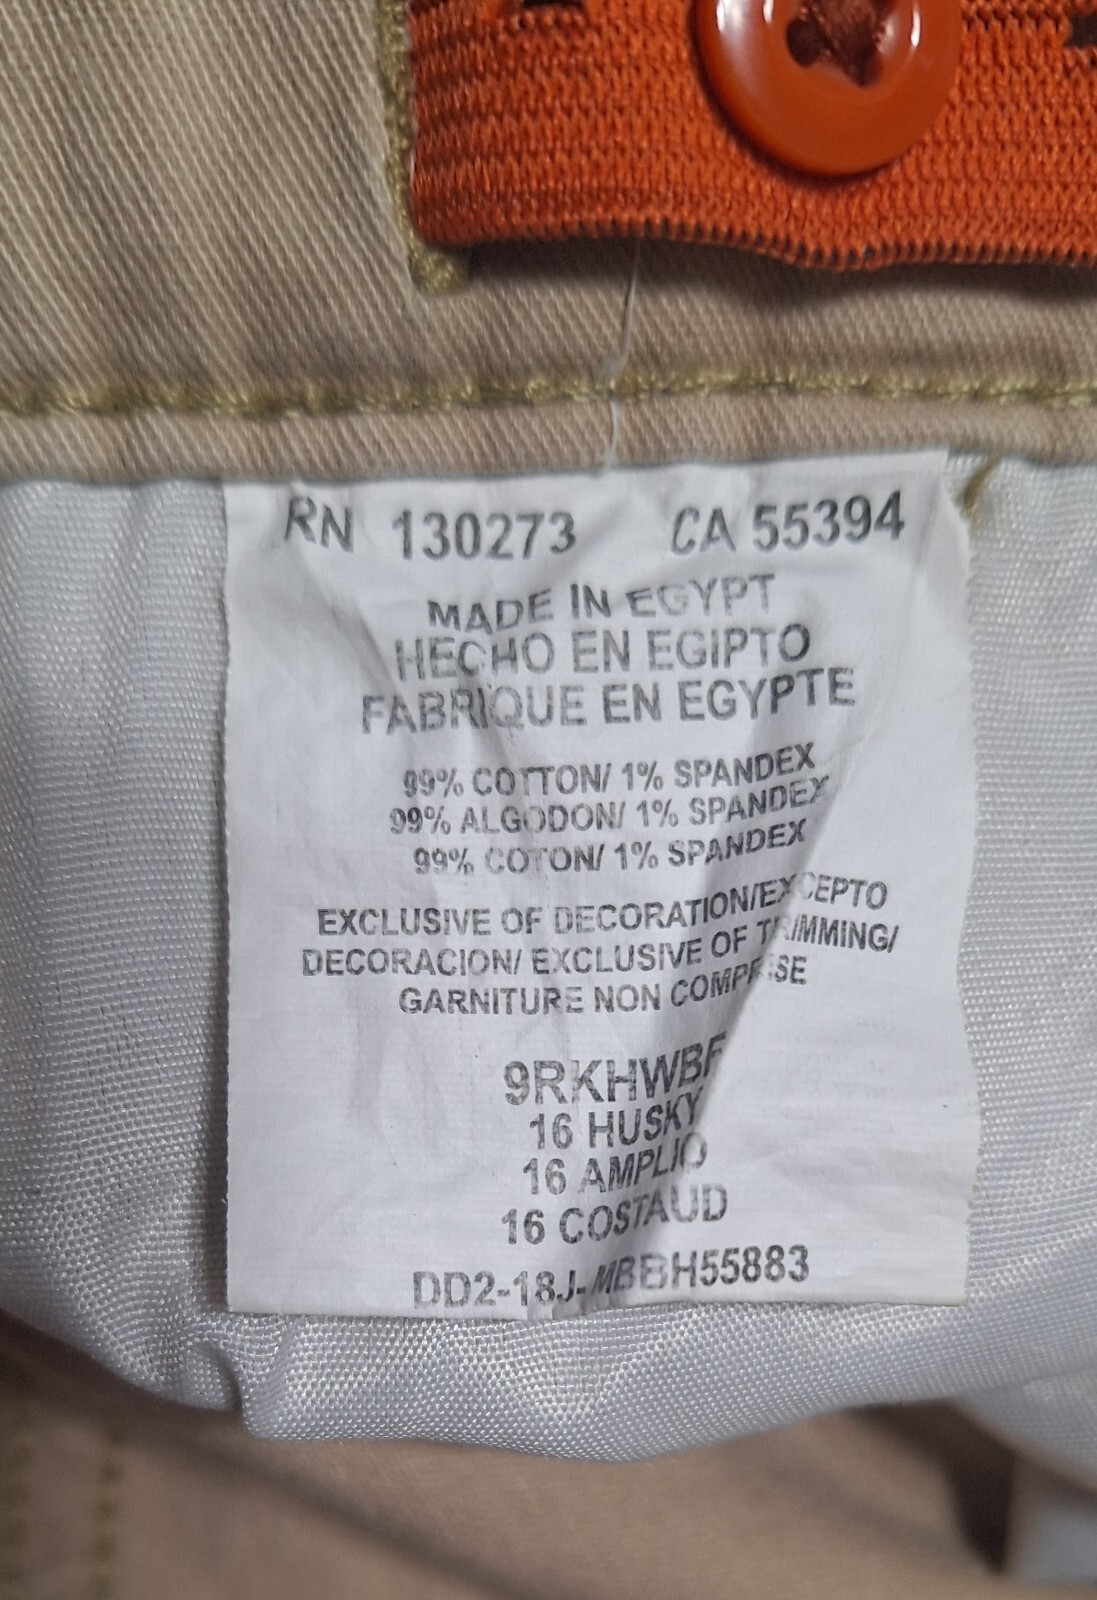 RN 130273 CA 55394
MADE IN EGYPT
HECHO EN EGIPTO
FABRIQUE EN EGYPTE
99% COTTON/ 1% SPANDEX
99% ALGODON/ 1% SPANDEX
99% COTON/ 1% SPANDEX
EXCLUSIVE OF DECORATION/EXCEPTO
DECORACION/ EXCLUSIVE OF TRIMMING/
GARNITURE NON COMPRISE
9RKHWBF
16 HUSKY
16 AMPLIO
16 COSTAUD
DD2-18J-MBBH55883